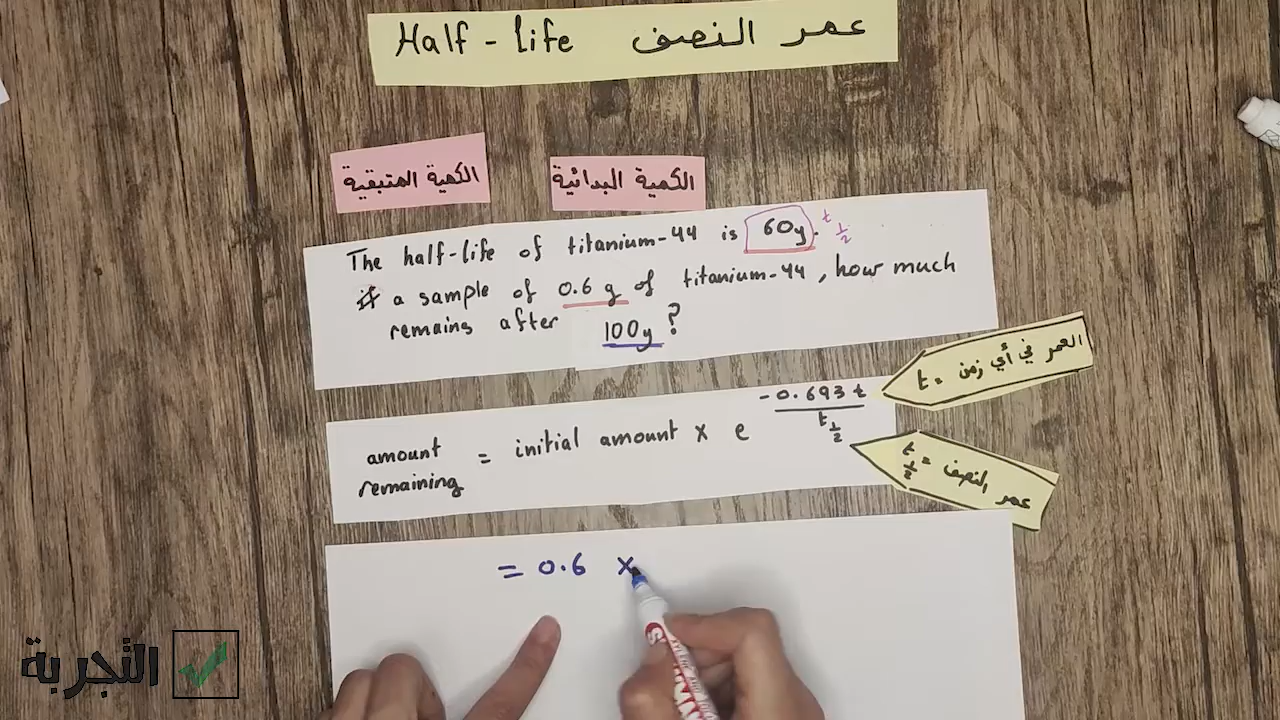 Half-life عمر النصف
الكمية المتبقية
الكمية البدائية
The half-life of titanium-44 is 60y. t 1/2
if a sample of 0.6 g of titanium-44, how much
remains after 100y?
t = العمر في أي زمن
amount remaining = initial amount x e - 0.693 t / t 1/2
t 1/2 = عمر النصف
= 0.6 x
التجربة